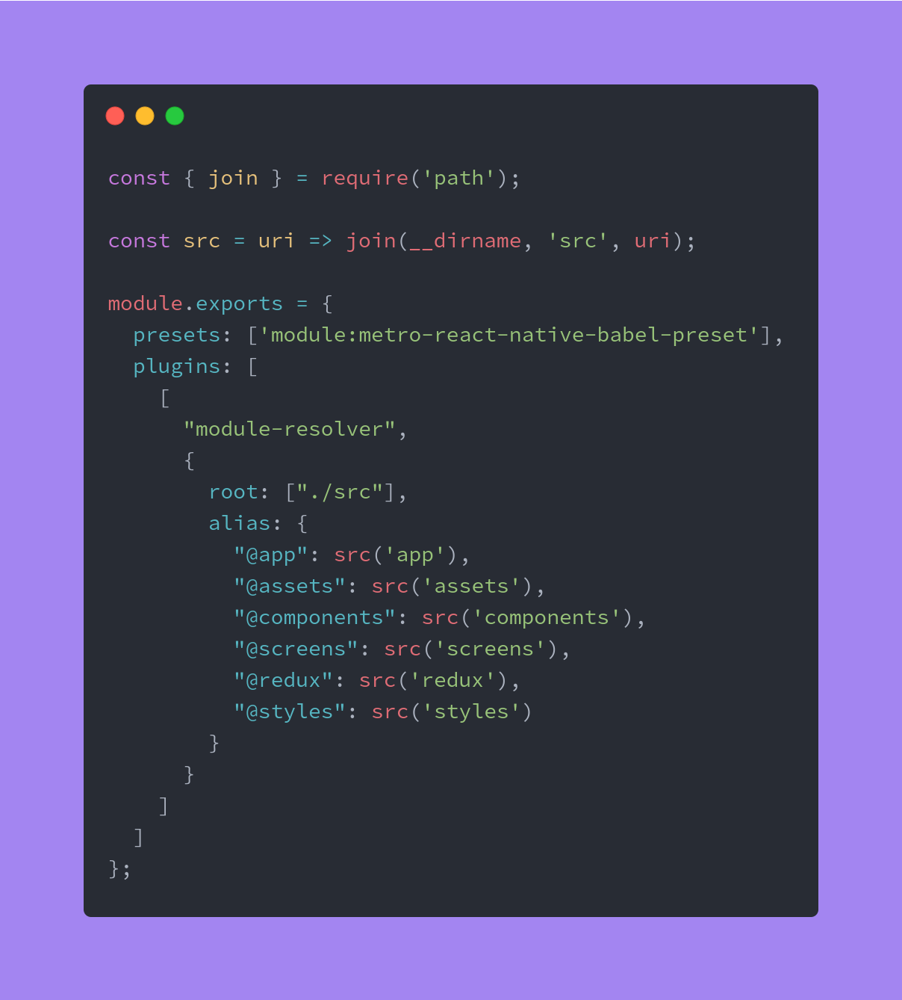 const { join } = require('path');

const src = uri => join(__dirname, 'src', uri);

module.exports = {
  presets: ['module:metro-react-native-babel-preset'],
  plugins: [
    [
      "module-resolver",
      {
        root: ["./src"],
        alias: {
          "@app": src('app'),
          "@assets": src('assets'),
          "@components": src('components'),
          "@screens": src('screens'),
          "@redux": src('redux'),
          "@styles": src('styles')
        }
      }
    ]
  ]
};